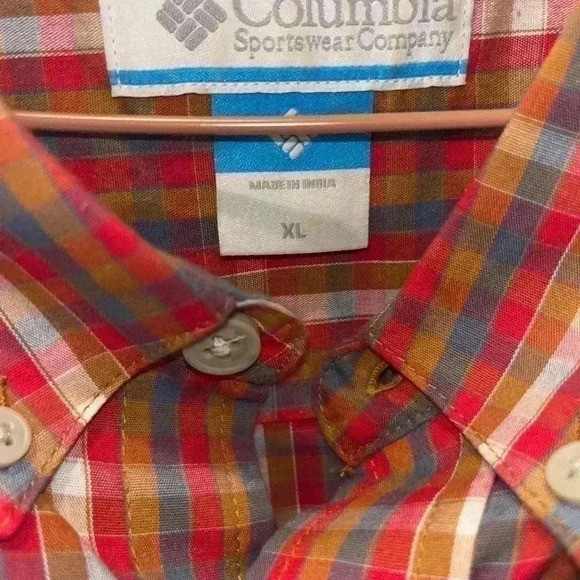 Columbia
Sportswear Company
MADE IN INDIA
XL